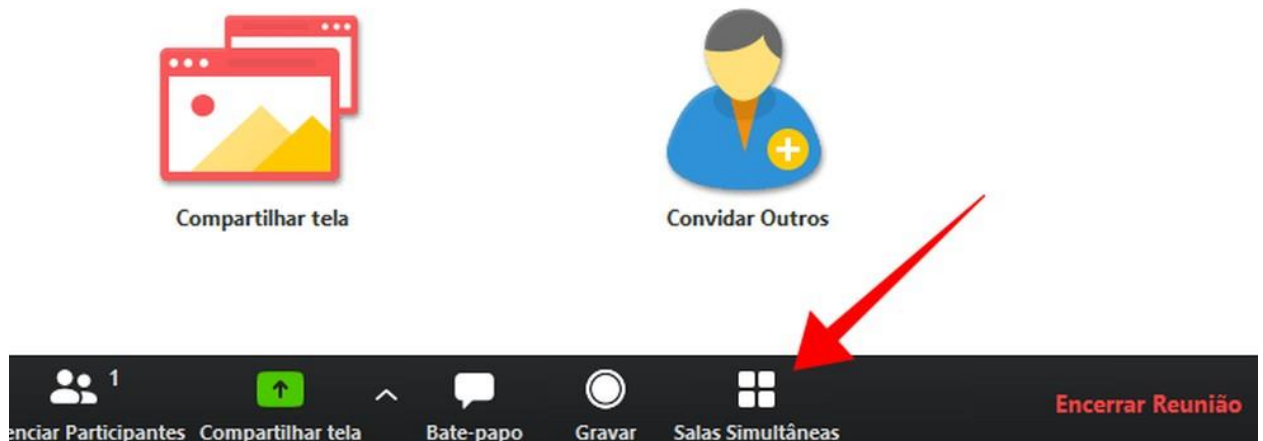 Compartilhar tela
Convidar Outros
1
enciar Participantes
Compartilhar tela
Bate-papo
Gravar
Salas Simultâneas
Encerrar Reunião